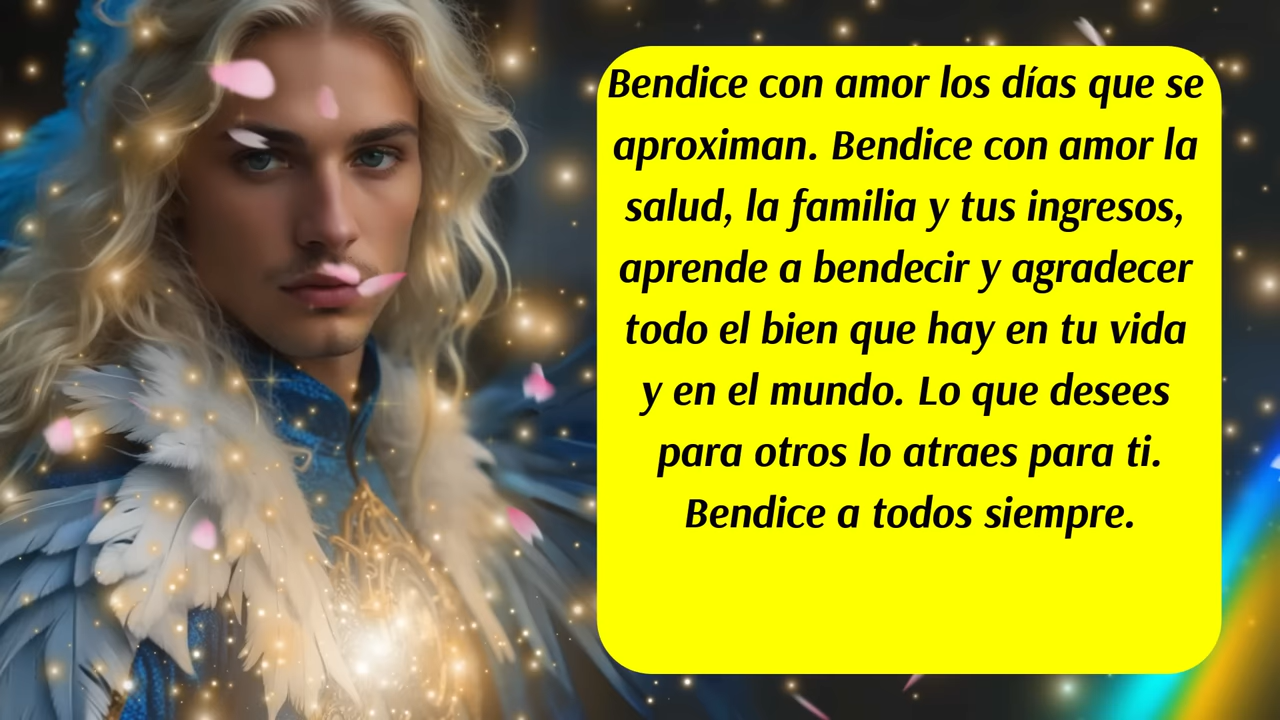 Bendice con amor los días que se
aproximan. Bendice con amor la
salud, la familia y tus ingresos,
aprende a bendecir y agradecer
todo el bien que hay en tu vida
y en el mundo. Lo que desees
para otros lo atraes para ti.
Bendice a todos siempre.